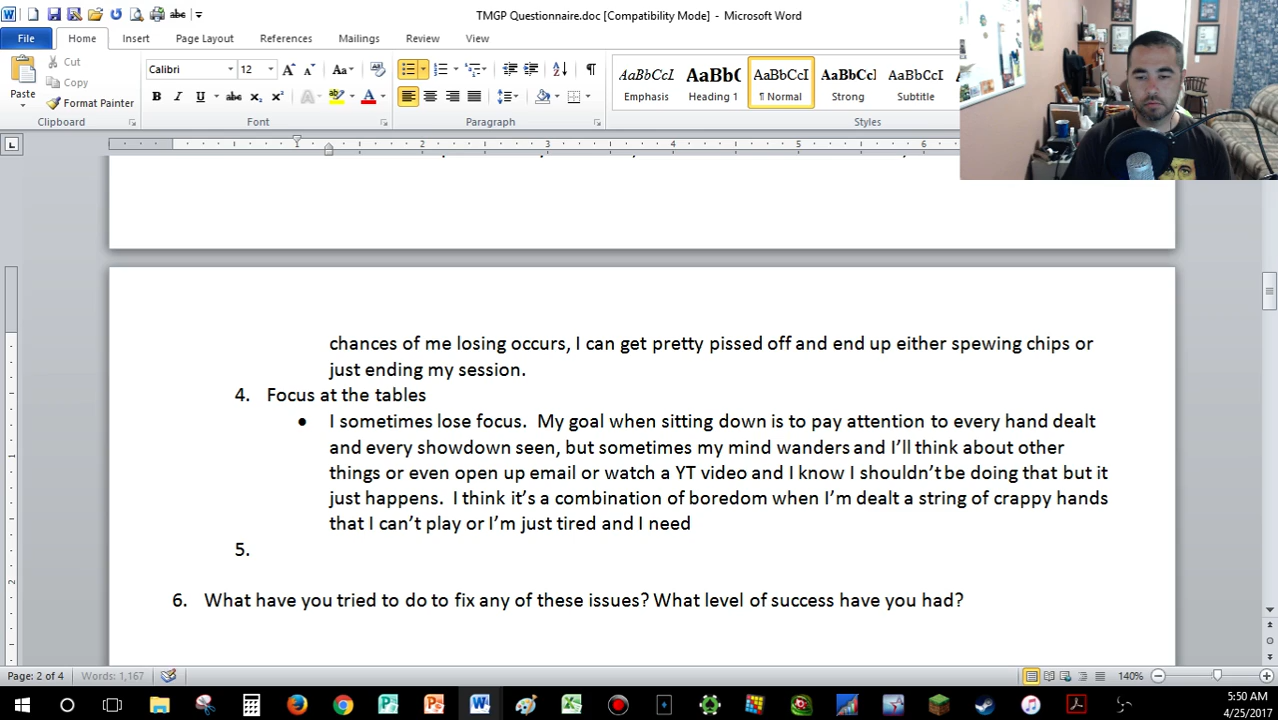 TMGP Questionnaire.doc [Compatibility Mode] - Microsoft Word
File Home Insert Page Layout References Mailings Review View
Cut
Copy
Paste
Format Painter
Calibri 12
AaBbCcI AaBbC AaBbCcI AaBbCcI AaBbCcI
Emphasis Heading 1 ¶ Normal Strong Subtitle
Clipboard Font Paragraph Styles
1 2 3 4 5 6
chances of me losing occurs, I can get pretty pissed off and end up either spewing chips or
just ending my session.
4. Focus at the tables
• I sometimes lose focus. My goal when sitting down is to pay attention to every hand dealt
and every showdown seen, but sometimes my mind wanders and I’ll think about other
things or even open up email or watch a YT video and I know I shouldn’t be doing that but it
just happens. I think it’s a combination of boredom when I’m dealt a string of crappy hands
that I can’t play or I’m just tired and I need
5.
6. What have you tried to do to fix any of these issues? What level of success have you had?
Page: 2 of 4 Words: 1,167 140%
5:50 AM
4/25/2017